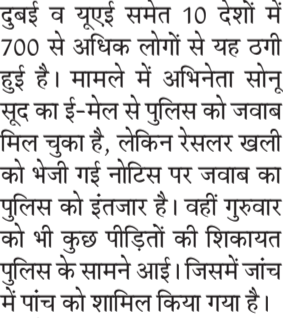 दुबई व यूएई समेत 10 देशों में
700 से अधिक लोगों से यह ठगी
हुई है। मामले में अभिनेता सोनू
सूद का ई-मेल से पुलिस को जवाब
मिल चुका है, लेकिन रेसलर खली
को भेजी गई नोटिस पर जवाब का
पुलिस को इंतजार है। वहीं गुरुवार
को भी कुछ पीड़ितों की शिकायत
पुलिस के सामने आई। जिसमें जांच
में पांच को शामिल किया गया है।